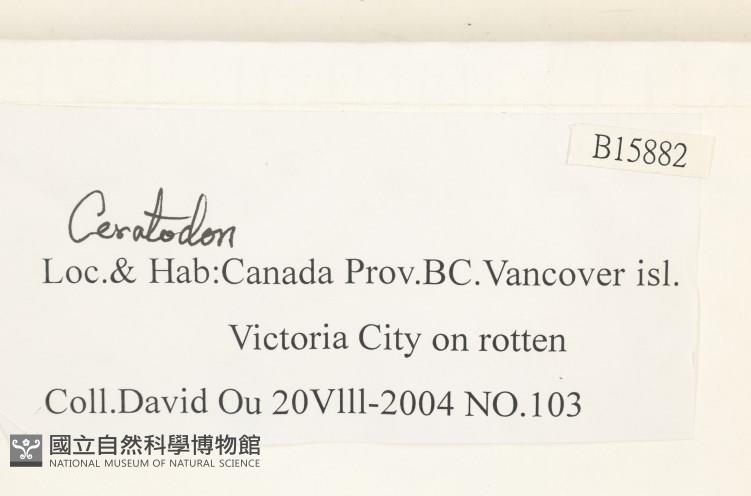 B15882
Ceratodon
Loc.& Hab:Canada Prov.BC.Vancover isl.
Victoria City on rotten
Coll.David Ou 20Vlll-2004 NO.103
國立自然科學博物館
NATIONAL MUSEUM OF NATURAL SCIENCE